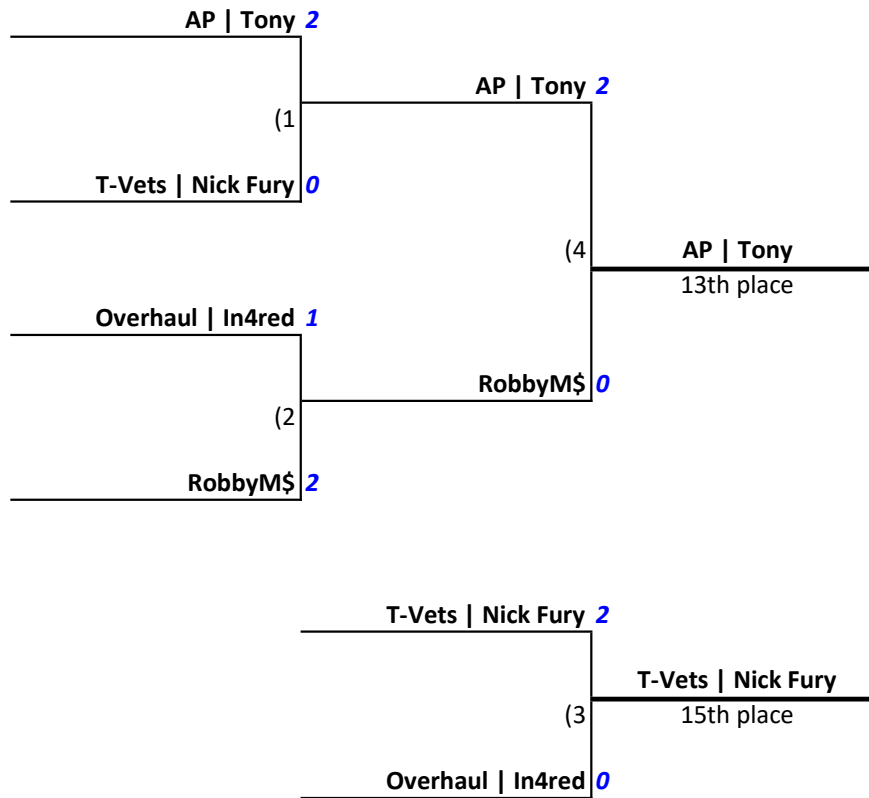 AP | Tony 2
AP | Tony 2
(1
T-Vets | Nick Fury 0
(4
AP | Tony
13th place
Overhaul | In4red 1
RobbyM$ 0
(2
RobbyM$ 2
T-Vets | Nick Fury 2
T-Vets | Nick Fury
(3
15th place
Overhaul | In4red 0